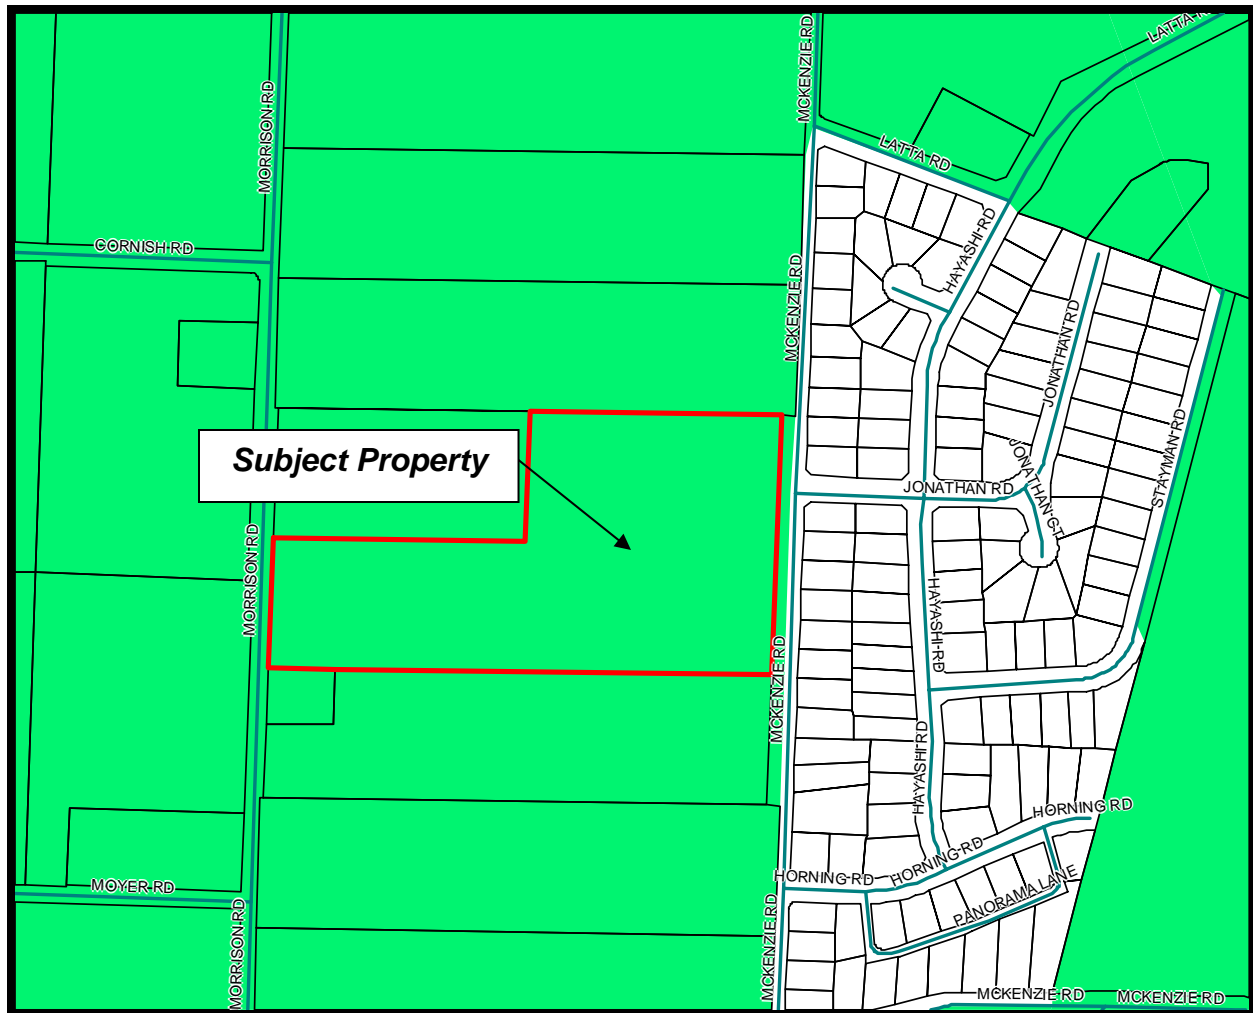 MCKENZIE RD
LATTA R
MORRISON RD
LATTA RD
HAYASHI RD
CORNISH RD
MCKENZIE RD
JONATHAN RD
Subject Property
STAYMAN RD
JONATHAN CT
JONATHAN RD
MORRISON RD
HAYASHI RD
MCKENZIE RD
HAYASHI RD
HORNING RD
HORNING RD
HORNING RD
MOYER RD
PANORAMA LANE
MORRISON RD
MCKENZIE RD
MCKENZIE RD
MCKENZIE RD